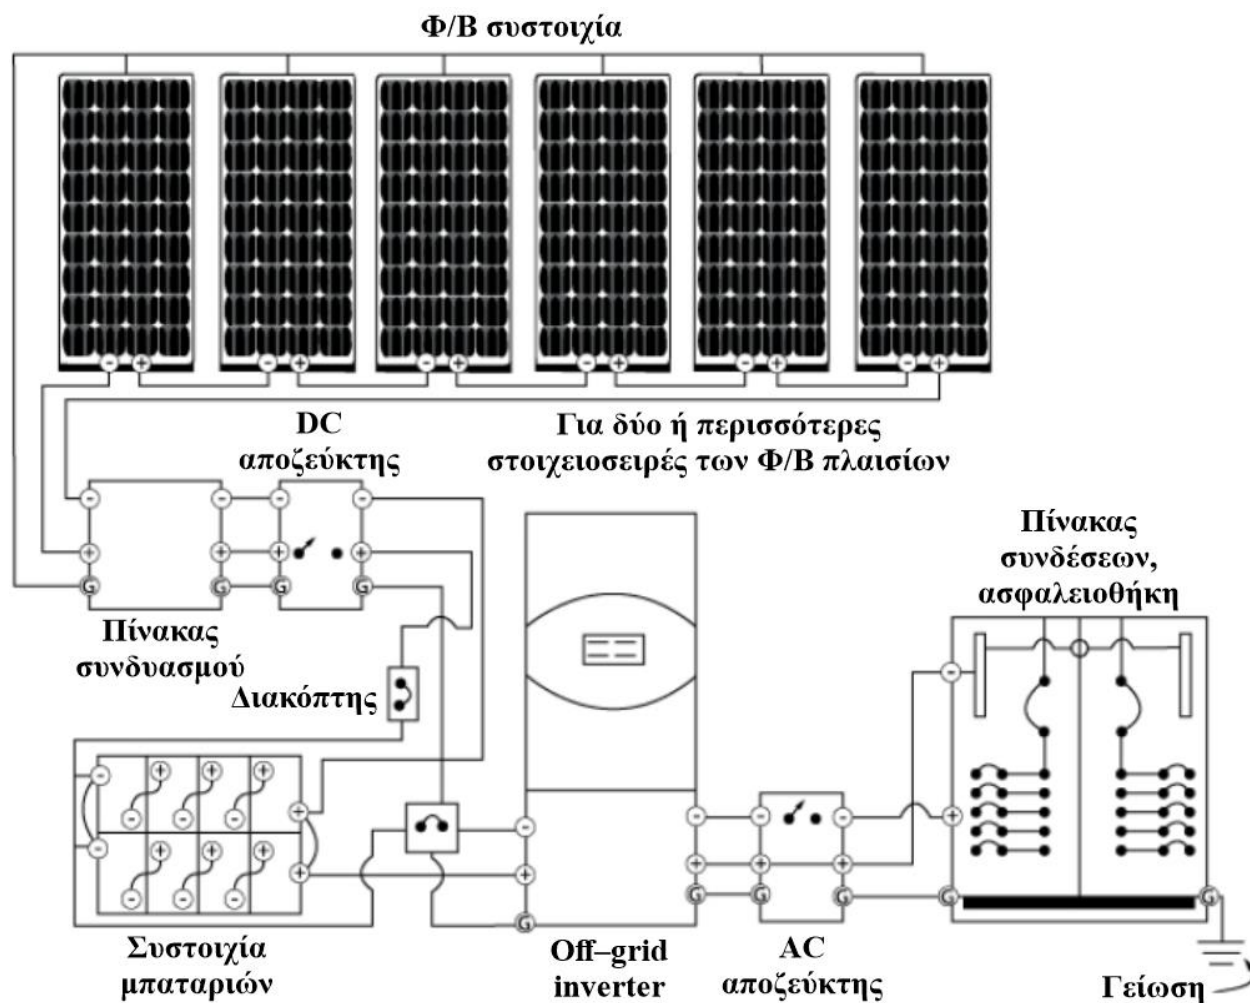 Φ/Β συστοιχία
DC
αποζεύκτης
Για δύο ή περισσότερες
στοιχειοσειρές των Φ/Β πλαισίων
Πίνακας
συνδυασμού
Διακόπτης
Πίνακας
συνδέσεων,
ασφαλειοθήκη
Συστοιχία
μπαταριών
Off–grid
inverter
AC
αποζεύκτης
Γείωση